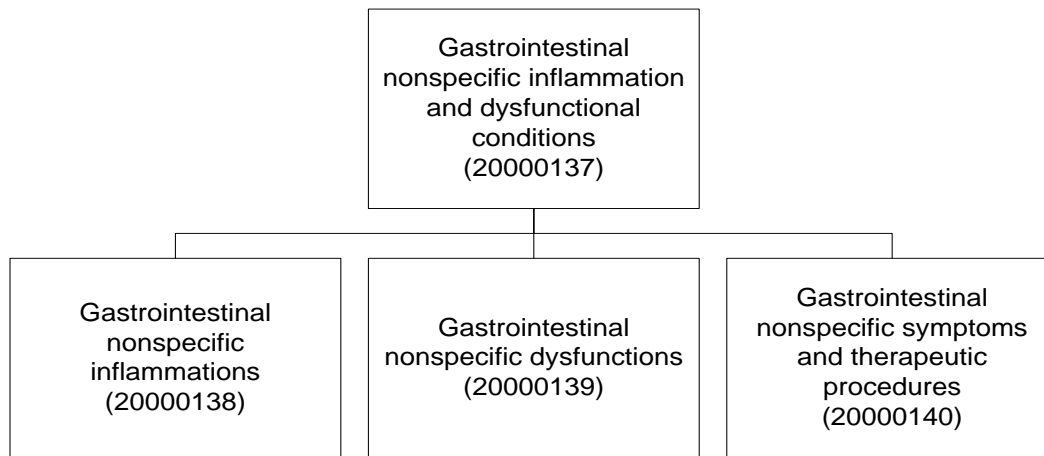 Gastrointestinal
nonspecific inflammation
and dysfunctional
conditions
(20000137)
Gastrointestinal
nonspecific
inflammations
(20000138)
Gastrointestinal
nonspecific dysfunctions
(20000139)
Gastrointestinal
nonspecific symptoms
and therapeutic
procedures
(20000140)